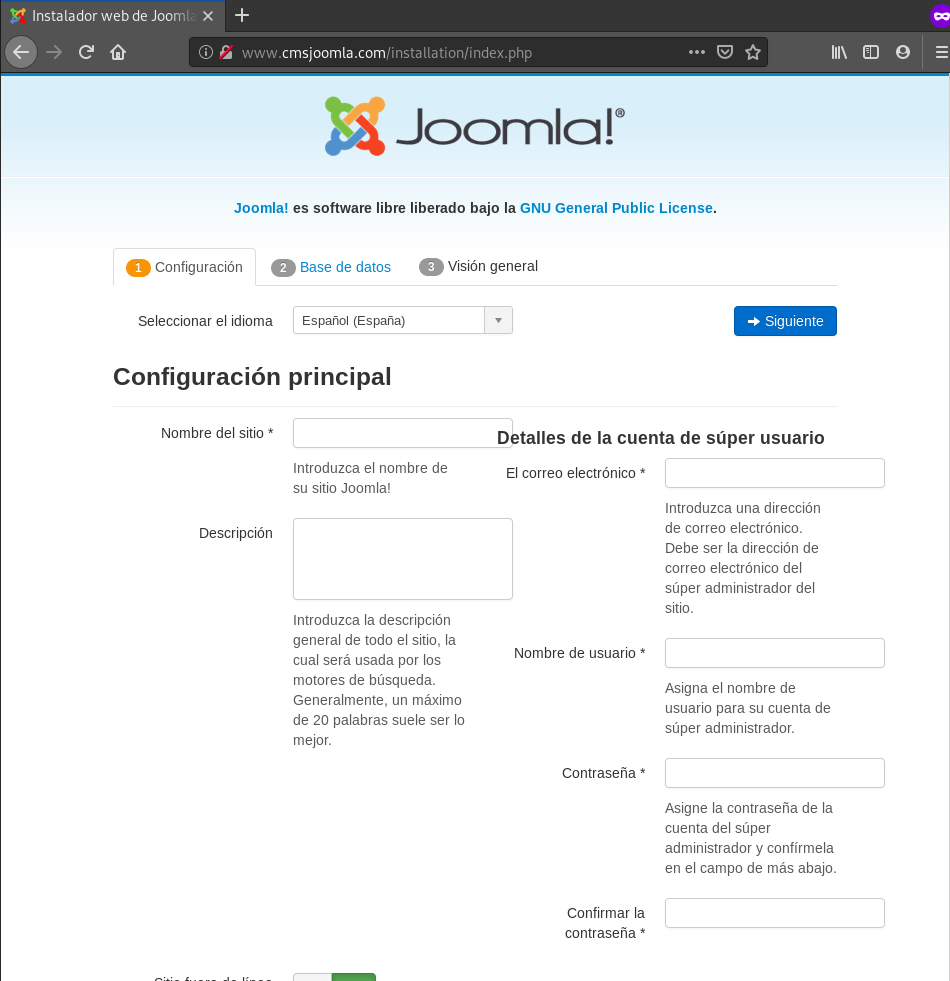 Instalador web de Joomla
www.cmsjoomla.com/installation/index.php
Joomla!®
Joomla! es software libre liberado bajo la GNU General Public License.
1 Configuración
2 Base de datos
3 Visión general
Seleccionar el idioma
Español (España)
Siguiente
Configuración principal
Nombre del sitio *
Introduzca el nombre de
su sitio Joomla!
Descripción
Introduzca la descripción
general de todo el sitio, la
cual será usada por los
motores de búsqueda.
Generalmente, un máximo
de 20 palabras suele ser lo
mejor.
Detalles de la cuenta de súper usuario
El correo electrónico *
Introduzca una dirección
de correo electrónico.
Debe ser la dirección de
correo electrónico del
súper administrador del
sitio.
Nombre de usuario *
Asigna el nombre de
usuario para su cuenta de
súper administrador.
Contraseña *
Asigne la contraseña de la
cuenta del súper
administrador y confírmela
en el campo de más abajo.
Confirmar la
contraseña *
Sitio fuera de línea